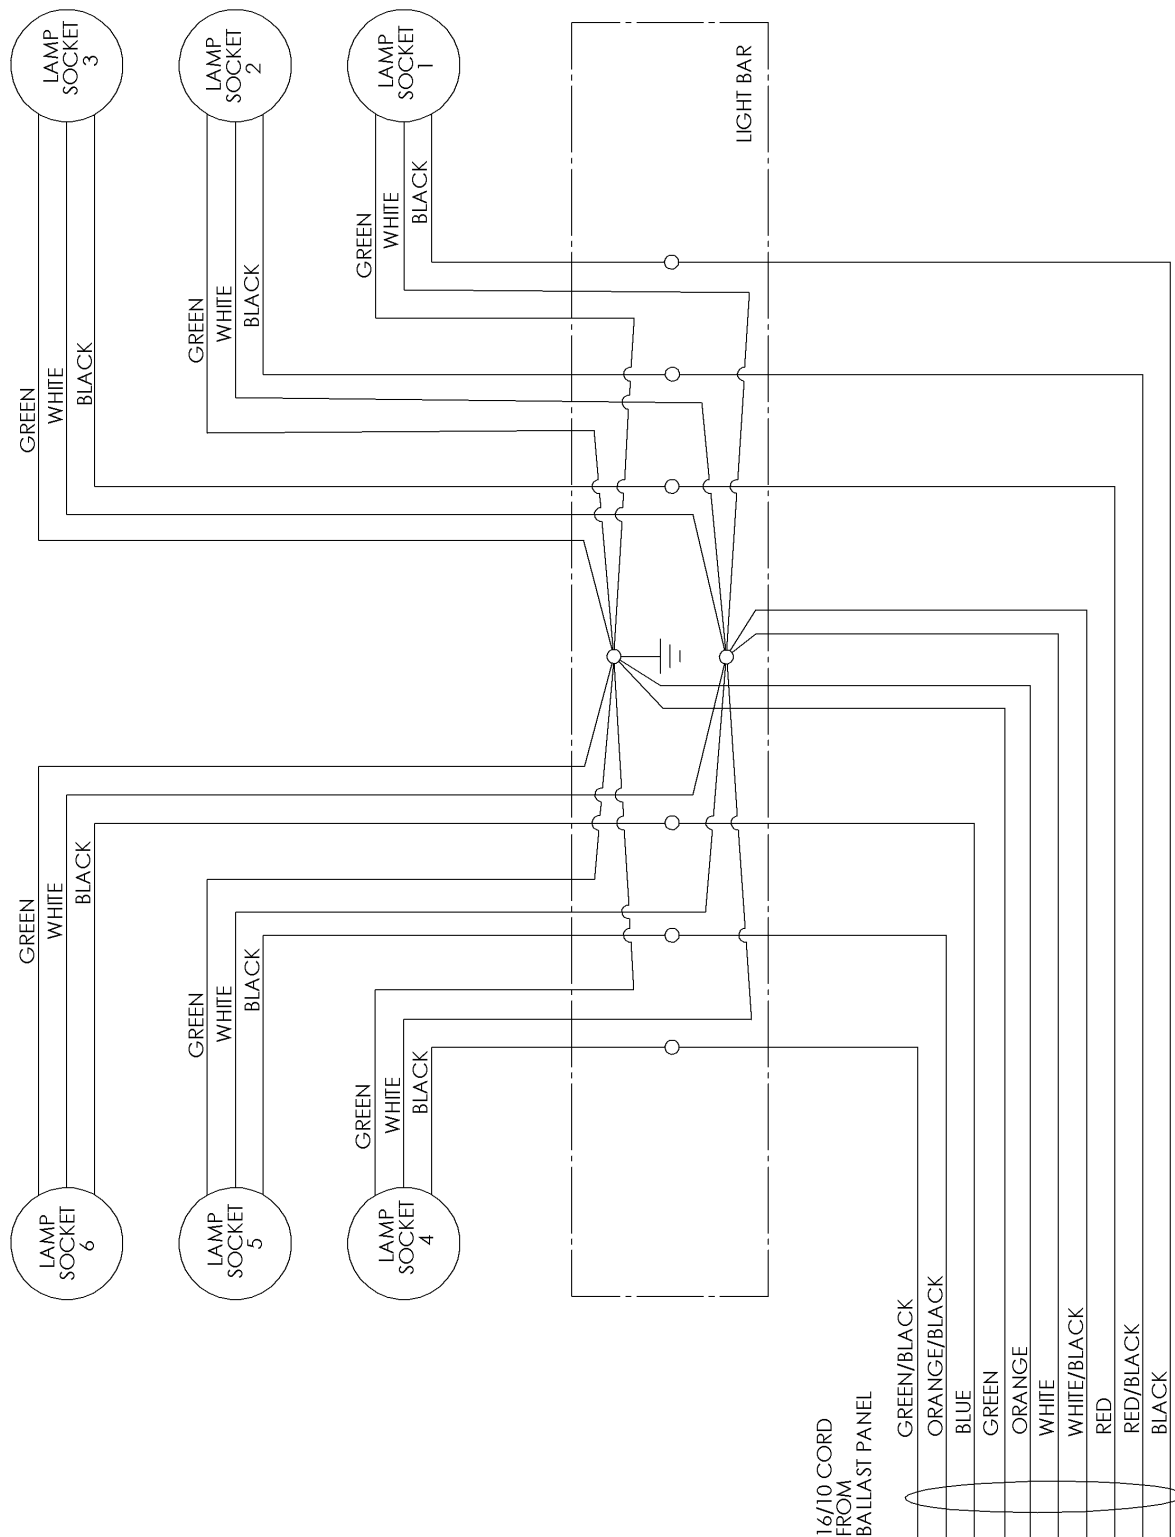 LAMP
SOCKET
3
LAMP
SOCKET
2
LAMP
SOCKET
1
LIGHT BAR
GREEN
WHITE
BLACK
GREEN
WHITE
BLACK
GREEN
WHITE
BLACK
GREEN
WHITE
BLACK
GREEN
WHITE
BLACK
GREEN
WHITE
BLACK
LAMP
SOCKET
6
LAMP
SOCKET
5
LAMP
SOCKET
4
16/10 CORD
FROM
BALLAST PANEL
GREEN/BLACK
ORANGE/BLACK
BLUE
GREEN
ORANGE
WHITE
WHITE/BLACK
RED
RED/BLACK
BLACK